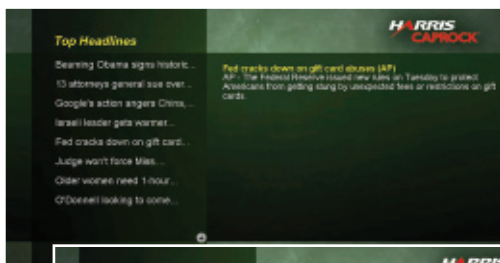 HARRIS
CAPROCK
Top Headlines
Beaming Obama signs historic...
13 attorneys general sue over...
Google's action angers China,...
Israeli leader gets warmer...
Fed cracks down on gift card...
Judge won't force Miss....
Older women need 1-hour...
O'Donnell looking to come...
Fed cracks down on gift card abuses (AP)
AP - The Federal Reserve issued new rules on Tuesday to protect
Americans from getting stung by unexpected fees or restrictions on gift
cards.
HARRIS